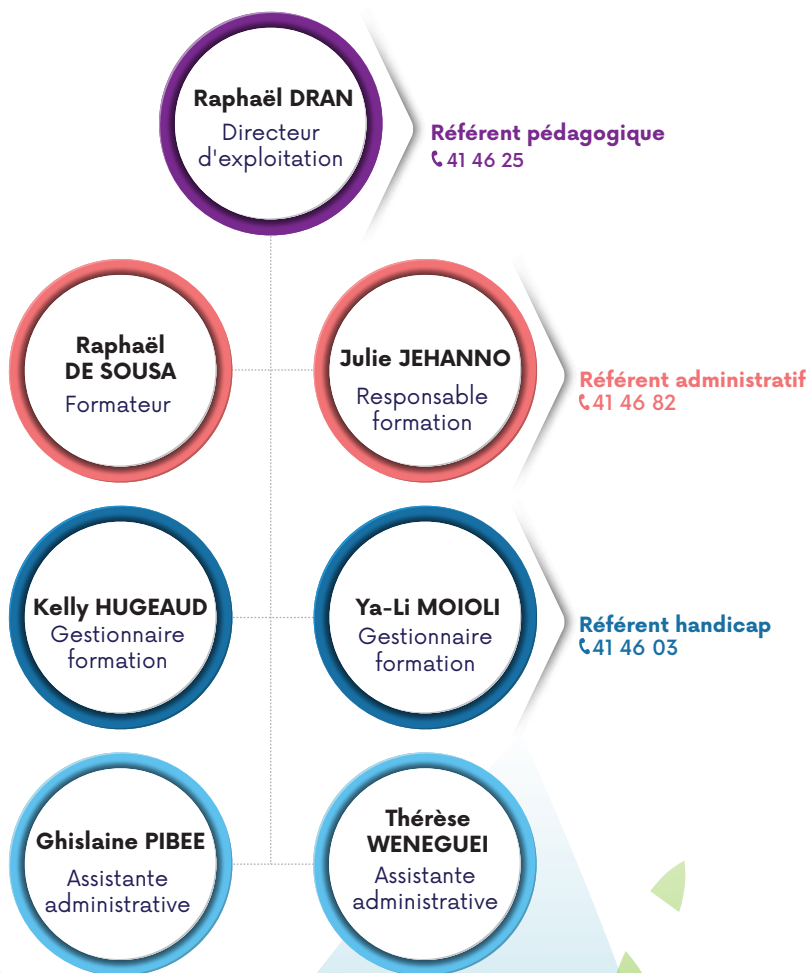 Raphaël DRAN
Directeur
d'exploitation
Référent pédagogique
41 46 25
Raphaël
DE SOUSA
Formateur
Julie JEHANNO
Responsable
formation
Référent administratif
41 46 82
Kelly HUGEAUD
Gestionnaire
formation
Ya-Li MOIOLI
Gestionnaire
formation
Référent handicap
41 46 03
Ghislaine PIBEE
Assistante
administrative
Thérèse
WENEGUEI
Assistante
administrative